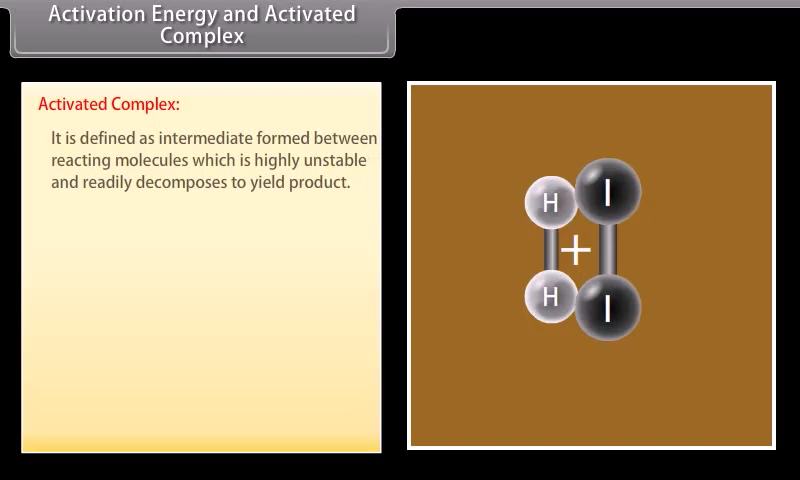 Activation Energy and Activated
Complex
Activated Complex:
It is defined as intermediate formed between
reacting molecules which is highly unstable
and readily decomposes to yield product.
H I
+
H I